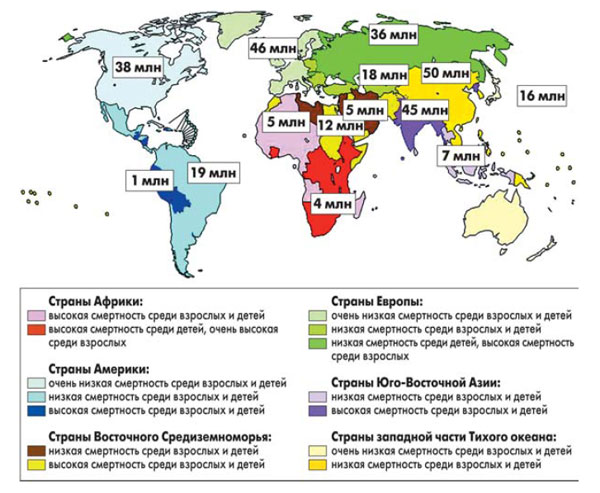 36 млн
46 млн
38 млн
18 млн
50 млн
16 млн
5 млн
5 млн
12 млн
45 млн
7 млн
1 млн
19 млн
4 млн
Страны Африки:
высокая смертность среди взрослых и детей
высокая смертность среди детей, очень высокая
среди взрослых
Страны Америки:
очень низкая смертность среди взрослых и детей
низкая смертность среди взрослых и детей
высокая смертность среди взрослых и детей
Страны Восточного Средиземноморья:
низкая смертность среди взрослых и детей
высокая смертность среди взрослых и детей
Страны Европы:
очень низкая смертность среди взрослых и детей
низкая смертность среди взрослых и детей
низкая смертность среди детей, высокая смертность
среди взрослых
Страны Юго-Восточной Азии:
низкая смертность среди взрослых и детей
высокая смертность среди взрослых и детей
Страны западной части Тихого океана:
очень низкая смертность среди взрослых и детей
низкая смертность среди взрослых и детей